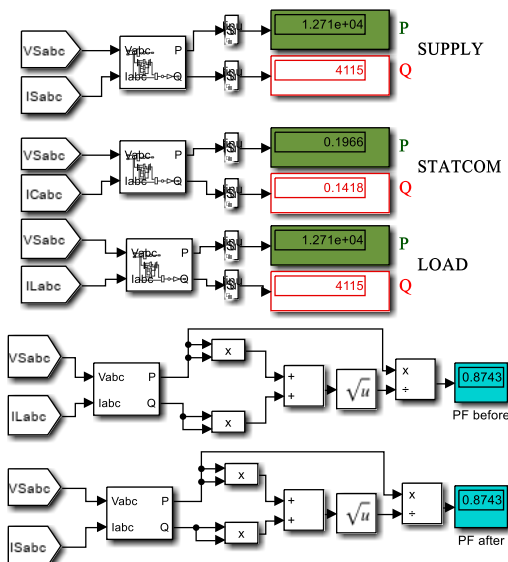 1.271e+04 P
VSabc Vabc P
SUPPLY
ISabc Iabc Q
4115 Q
0.1966 P
VSabc Vabc P
STATCOM
ICabc Iabc Q
0.1418 Q
1.271e+04 P
VSabc Vabc P
LOAD
ILabc Iabc Q
4115 Q
VSabc Vabc P x
ILabc Iabc Q x
+
+
√u
x
÷
0.8743
PF before
VSabc Vabc P x
ISabc Iabc Q x
+
+
√u
x
÷
0.8743
PF after